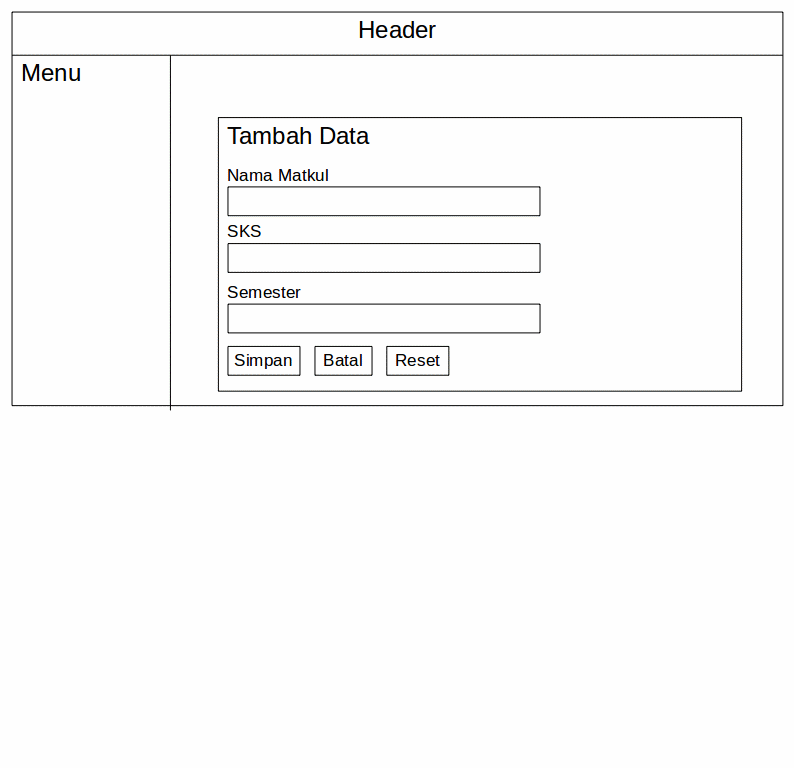 Header
Menu
Tambah Data
Nama Matkul
SKS
Semester
Simpan Batal Reset